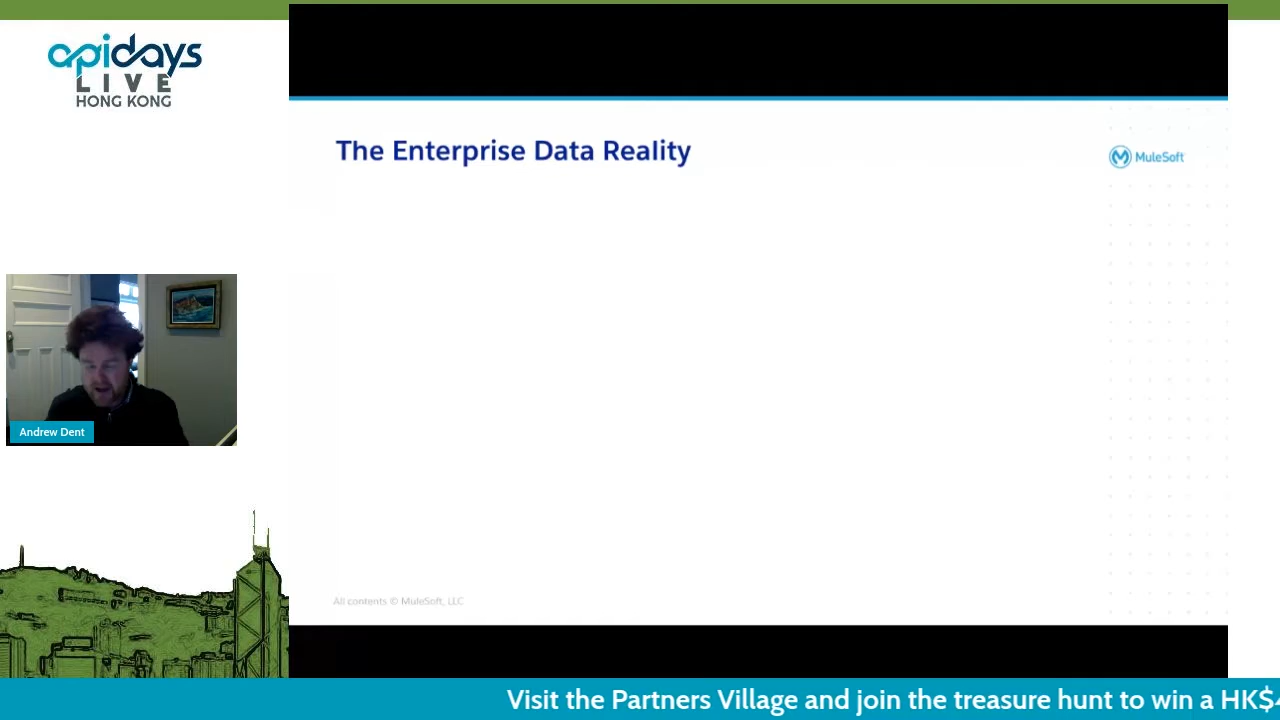 apidays
LIVE
HONG KONG
The Enterprise Data Reality
MuleSoft
Andrew Dent
All contents © MuleSoft, LLC
Visit the Partners Village and join the treasure hunt to win a HK$